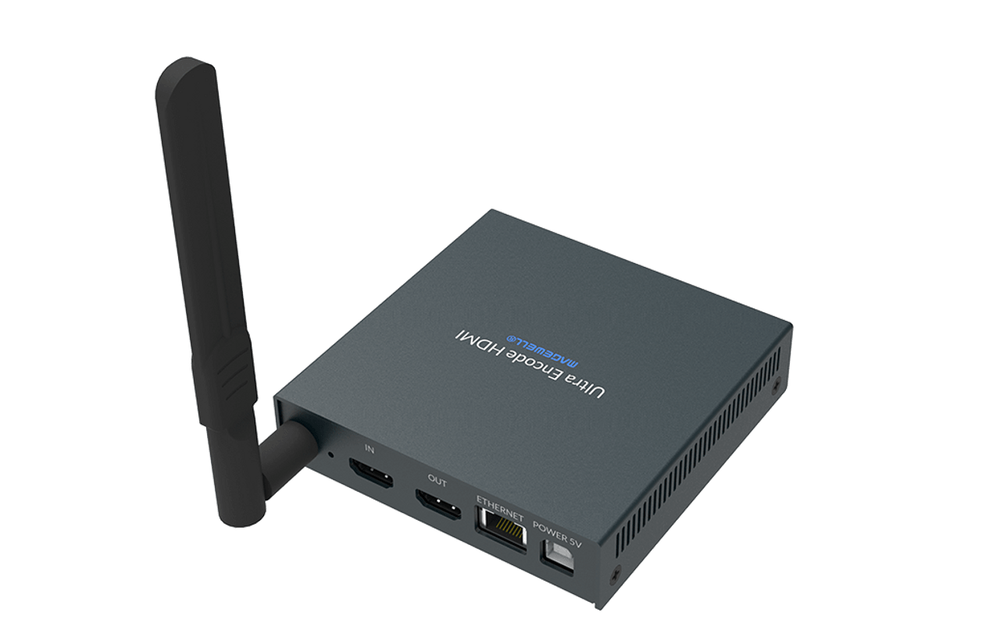 Ultra Encode HDMI
MAGEWELL®
IN
OUT
ETHERNET
POWER 5V